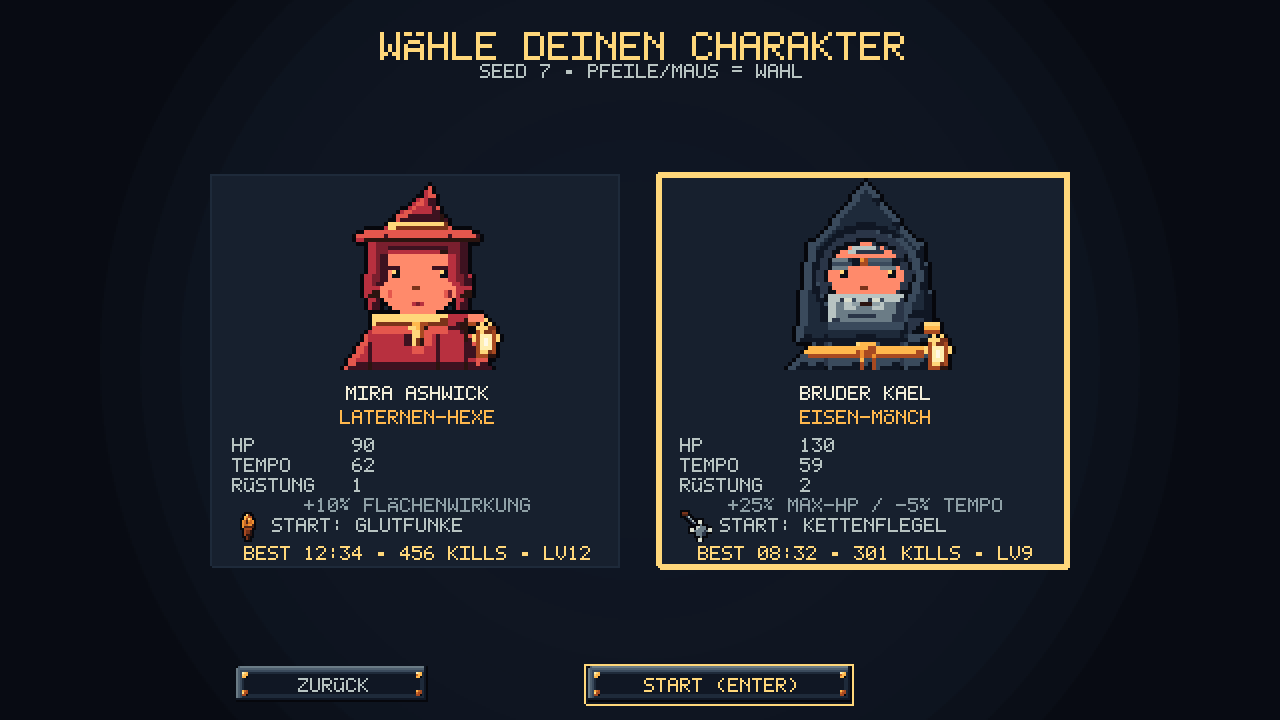 WÄHLE DEINEN CHARAKTER
SEED 7 - PFEILE/MAUS = WAHL
MIRA ASHWICK
LATERNEN-HEXE
HP 90
TEMPO 62
RÜSTUNG 1
+10% FLÄCHENWIRKUNG
START: GLUTFUNKE
BEST 12:34 - 456 KILLS - LV12
BRUDER KAEL
EISEN-MÖNCH
HP 130
TEMPO 59
RÜSTUNG 2
+25% MAX-HP / -5% TEMPO
START: KETTENFLEGEL
BEST 08:32 - 301 KILLS - LV9
ZURÜCK
START (ENTER)